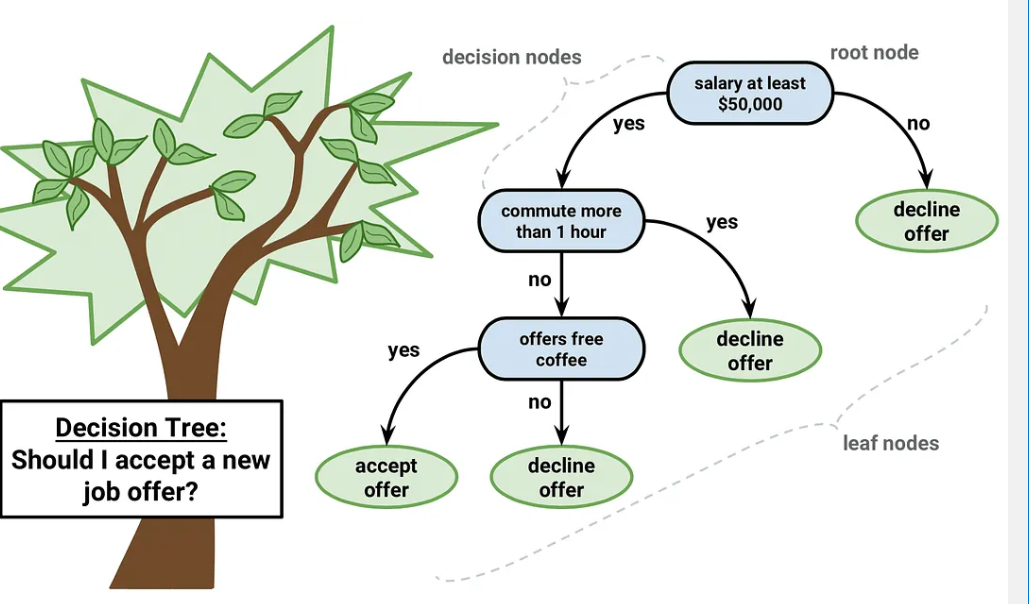 decision nodes
root node
salary at least
$50,000
yes
no
commute more
than 1 hour
yes
decline
offer
no
offers free
coffee
decline
offer
yes
no
leaf nodes
accept
offer
decline
offer
Decision Tree:
Should I accept a new
job offer?